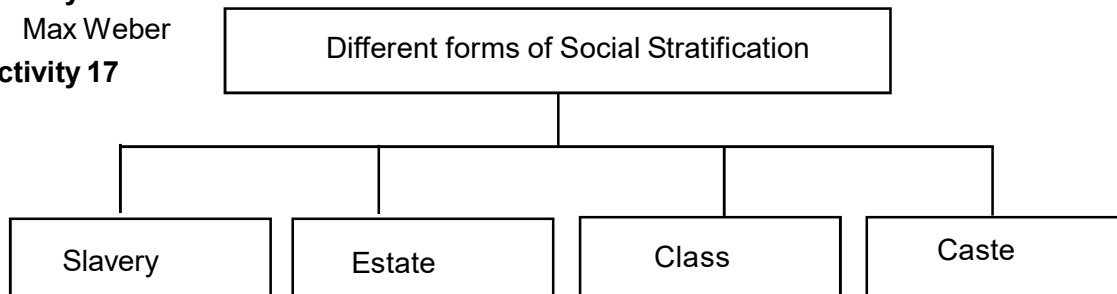 Max Weber
ctivity 17
Different forms of Social Stratification
Slavery
Estate
Class
Caste